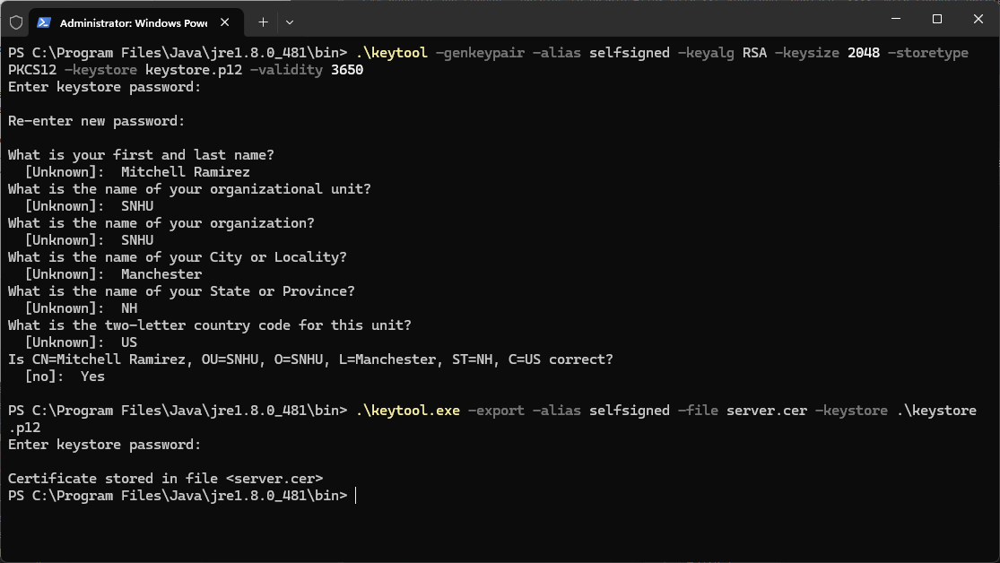 Administrator: Windows Powe
PS C:\Program Files\Java\jre1.8.0_481\bin> .\keytool -genkeypair -alias selfsigned -keyalg RSA -keysize 2048 -storetype
PKCS12 -keystore keystore.p12 -validity 3650
Enter keystore password:
Re-enter new password:
What is your first and last name?
  [Unknown]:  Mitchell Ramirez
What is the name of your organizational unit?
  [Unknown]:  SNHU
What is the name of your organization?
  [Unknown]:  SNHU
What is the name of your City or Locality?
  [Unknown]:  Manchester
What is the name of your State or Province?
  [Unknown]:  NH
What is the two-letter country code for this unit?
  [Unknown]:  US
Is CN=Mitchell Ramirez, OU=SNHU, O=SNHU, L=Manchester, ST=NH, C=US correct?
  [no]:  Yes
PS C:\Program Files\Java\jre1.8.0_481\bin> .\keytool.exe -export -alias selfsigned -file server.cer -keystore .\keystore
.p12
Enter keystore password:
Certificate stored in file <server.cer>
PS C:\Program Files\Java\jre1.8.0_481\bin>